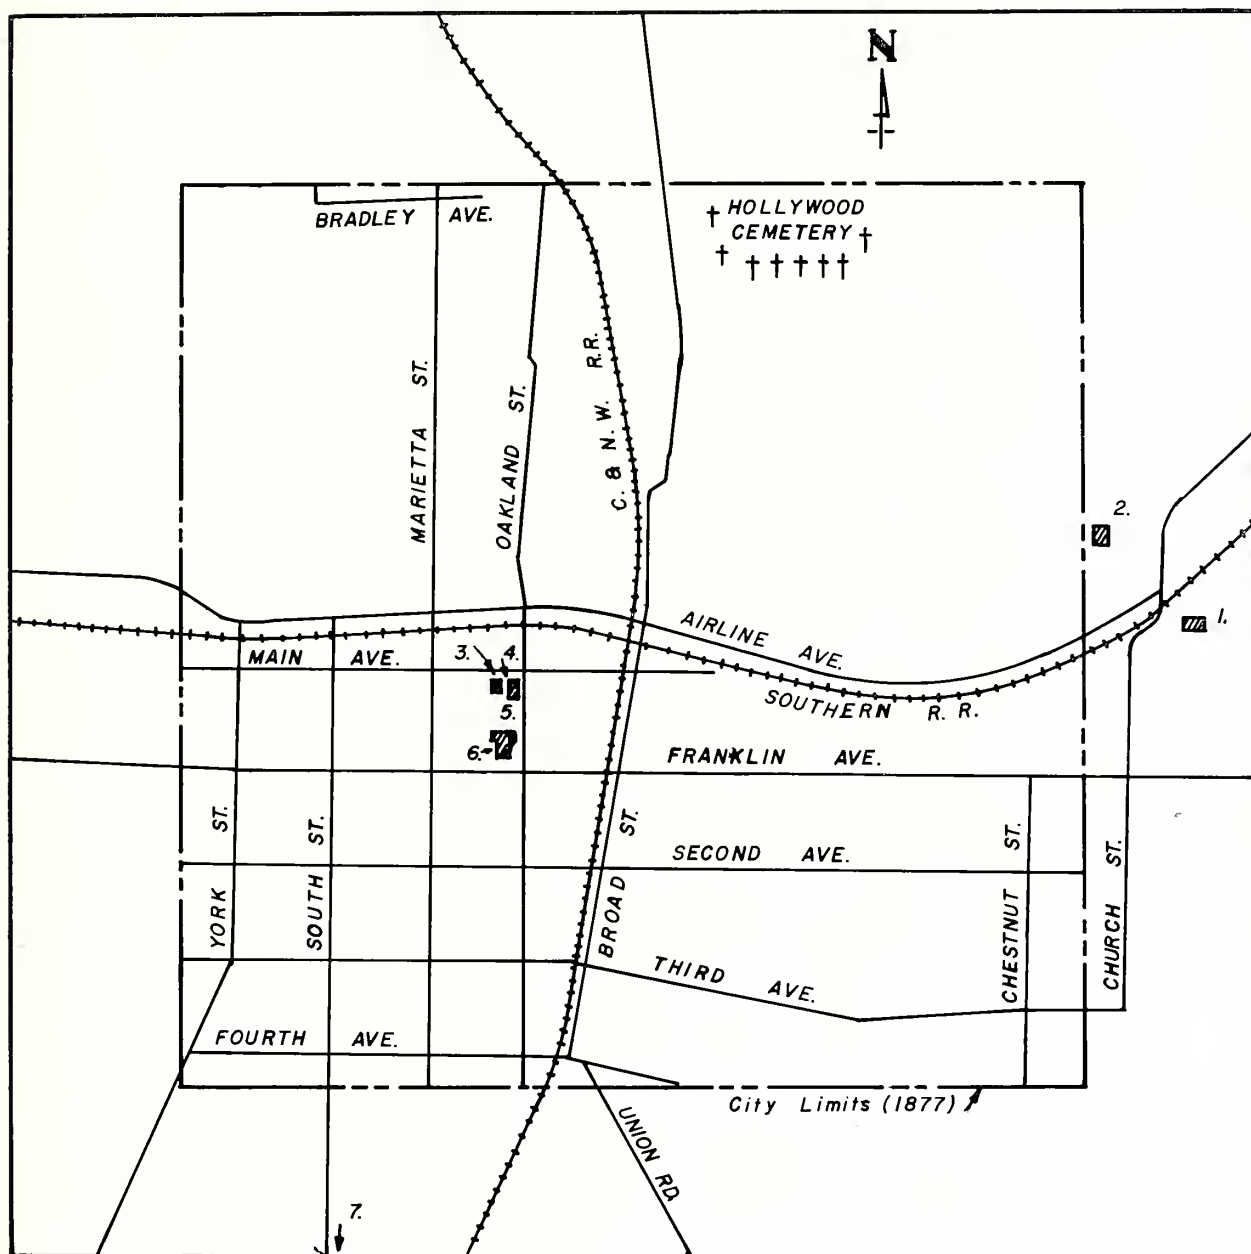 N
HOLLYWOOD
CEMETERY
BRADLEY AVE.
C. & N. W. R.R.
MARIETTA ST.
OAKLAND ST.
2.
1.
AIRLINE AVE.
MAIN AVE.
3. 4.
SOUTHERN R. R.
5.
6.
FRANKLIN AVE.
YORK ST.
SOUTH ST.
BROAD ST.
SECOND AVE.
CHESTNUT ST.
CHURCH ST.
THIRD AVE.
FOURTH AVE.
City Limits (1877)
UNION RD.
7.